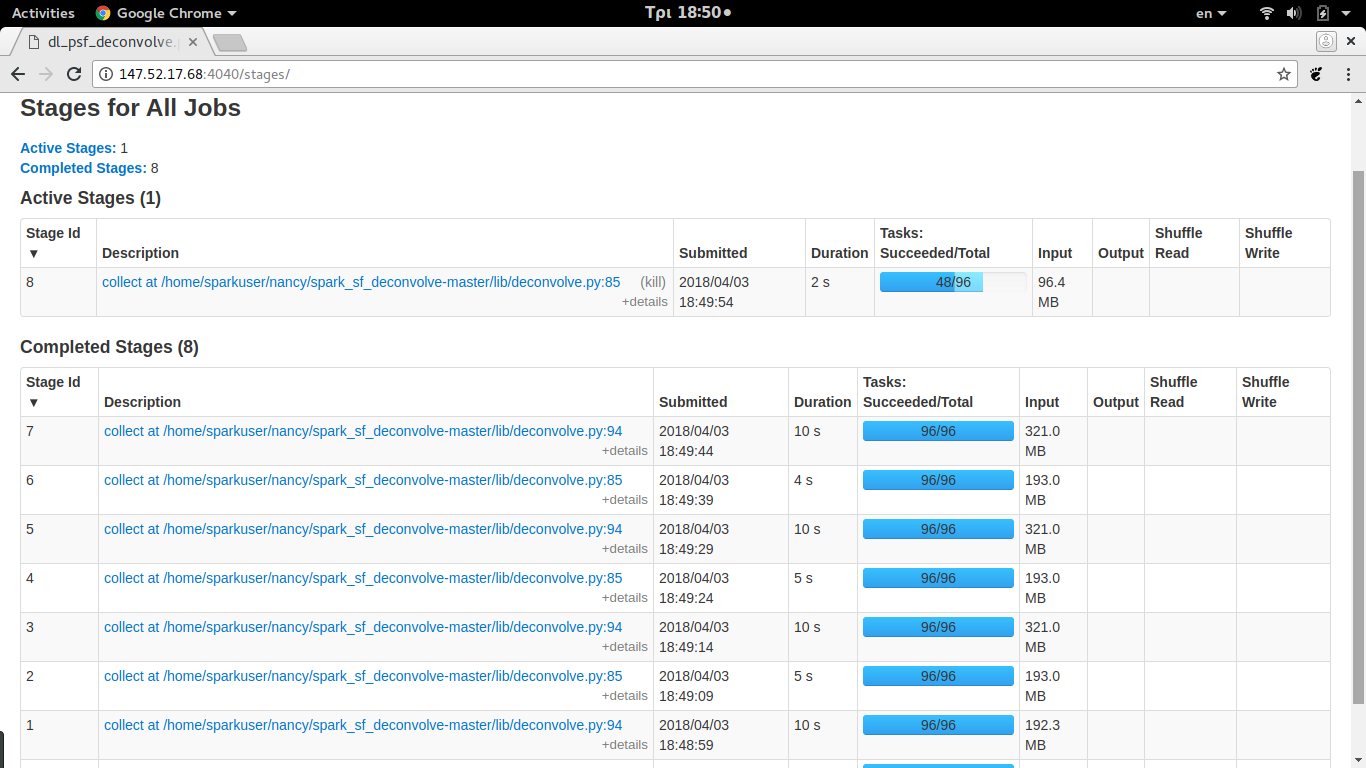 Activities Google Chrome Τρι 18:50 en
dl_psf_deconvolve.
147.52.17.68:4040/stages/
Stages for All Jobs
Active Stages: 1
Completed Stages: 8
Active Stages (1)
Stage Id ▼ Description Submitted Duration Tasks: Succeeded/Total Input Output Shuffle Read Shuffle Write
8 collect at /home/sparkuser/nancy/spark_sf_deconvolve-master/lib/deconvolve.py:85 (kill) +details 2018/04/03 18:49:54 2 s 48/96 96.4 MB
Completed Stages (8)
Stage Id ▼ Description Submitted Duration Tasks: Succeeded/Total Input Output Shuffle Read Shuffle Write
7 collect at /home/sparkuser/nancy/spark_sf_deconvolve-master/lib/deconvolve.py:94 +details 2018/04/03 18:49:44 10 s 96/96 321.0 MB
6 collect at /home/sparkuser/nancy/spark_sf_deconvolve-master/lib/deconvolve.py:85 +details 2018/04/03 18:49:39 4 s 96/96 193.0 MB
5 collect at /home/sparkuser/nancy/spark_sf_deconvolve-master/lib/deconvolve.py:94 +details 2018/04/03 18:49:29 10 s 96/96 321.0 MB
4 collect at /home/sparkuser/nancy/spark_sf_deconvolve-master/lib/deconvolve.py:85 +details 2018/04/03 18:49:24 5 s 96/96 193.0 MB
3 collect at /home/sparkuser/nancy/spark_sf_deconvolve-master/lib/deconvolve.py:94 +details 2018/04/03 18:49:14 10 s 96/96 321.0 MB
2 collect at /home/sparkuser/nancy/spark_sf_deconvolve-master/lib/deconvolve.py:85 +details 2018/04/03 18:49:09 5 s 96/96 193.0 MB
1 collect at /home/sparkuser/nancy/spark_sf_deconvolve-master/lib/deconvolve.py:94 +details 2018/04/03 18:48:59 10 s 96/96 192.3 MB